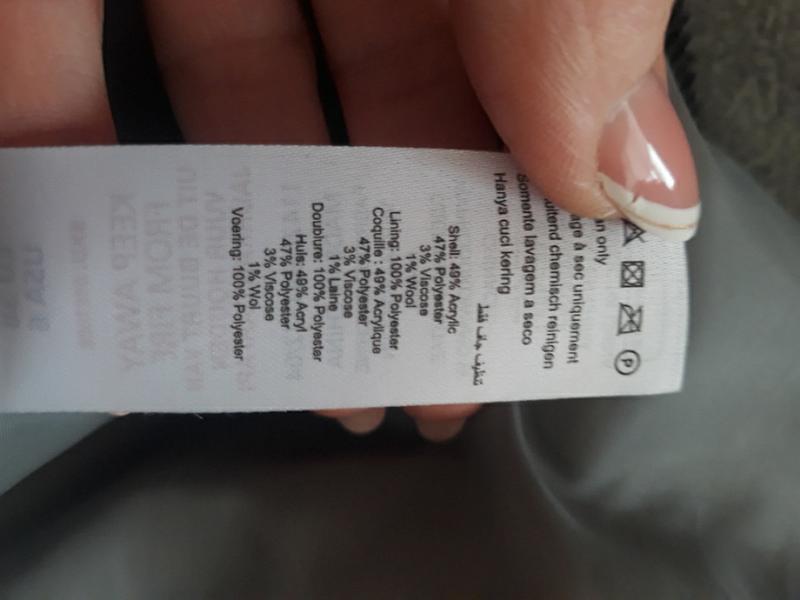 P
only
à sec uniquement
chemisch reinigen
Somente lavagem a seco
Hanya cuci kering
تنظيف جاف فقط
Shell: 49% Acrylic
47% Polyester
3% Viscose
1% Wool
Lining: 100% Polyester
Coquille : 49% Acrylique
47% Polyester
3% Viscose
1% Laine
Doublure: 100% Polyester
Huls: 49% Acryl
47% Polyester
3% Viscose
1% Wol
Voering: 100% Polyester